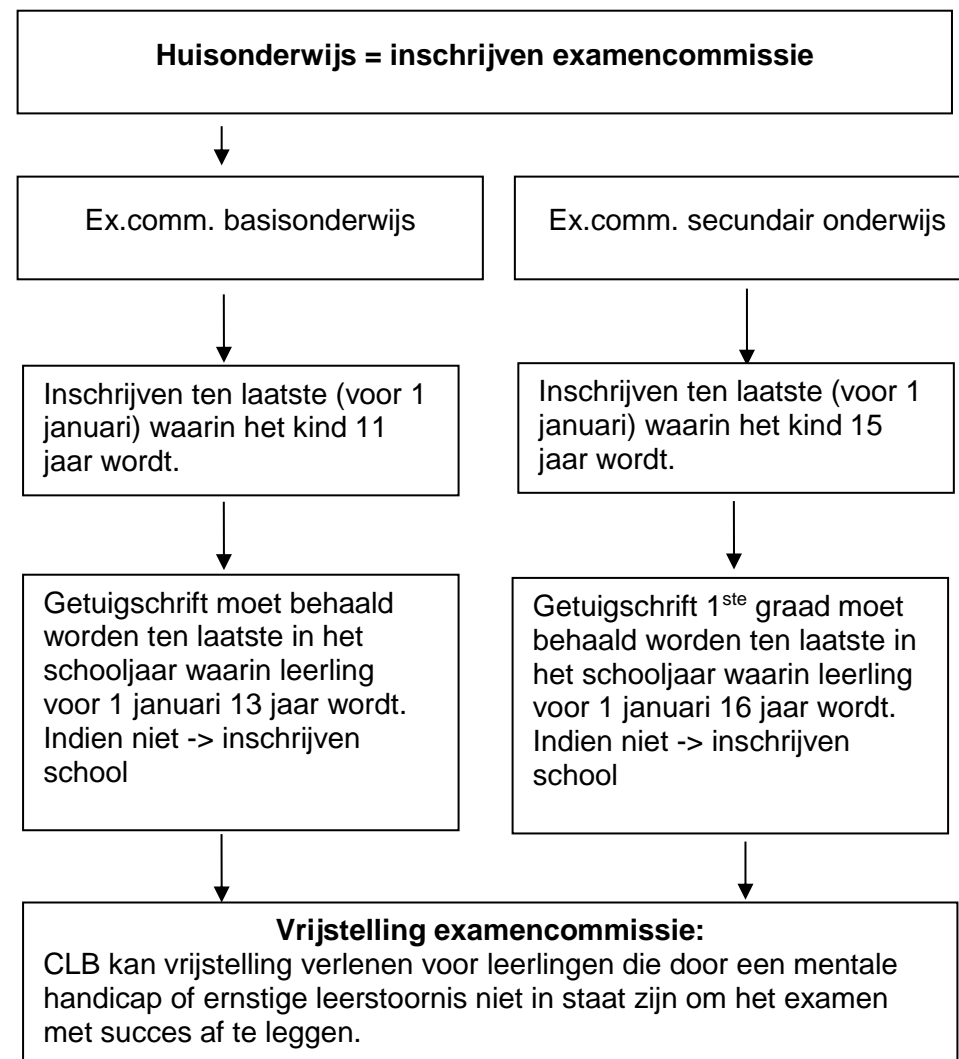 Huisonderwijs = inschrijven examencommissie
Ex.comm. basisonderwijs
Ex.comm. secundair onderwijs
Inschrijven ten laatste (voor 1
januari) waarin het kind 11
jaar wordt.
Inschrijven ten laatste (voor 1
januari) waarin het kind 15
jaar wordt.
Getuigschrift moet behaald
worden ten laatste in het
schooljaar waarin leerling
voor 1 januari 13 jaar wordt.
Indien niet -> inschrijven
school
Getuigschrift 1ste graad moet
behaald worden ten laatste in
het schooljaar waarin leerling
voor 1 januari 16 jaar wordt.
Indien niet -> inschrijven
school
Vrijstelling examencommissie:
CLB kan vrijstelling verlenen voor leerlingen die door een mentale
handicap of ernstige leerstoornis niet in staat zijn om het examen
met succes af te leggen.